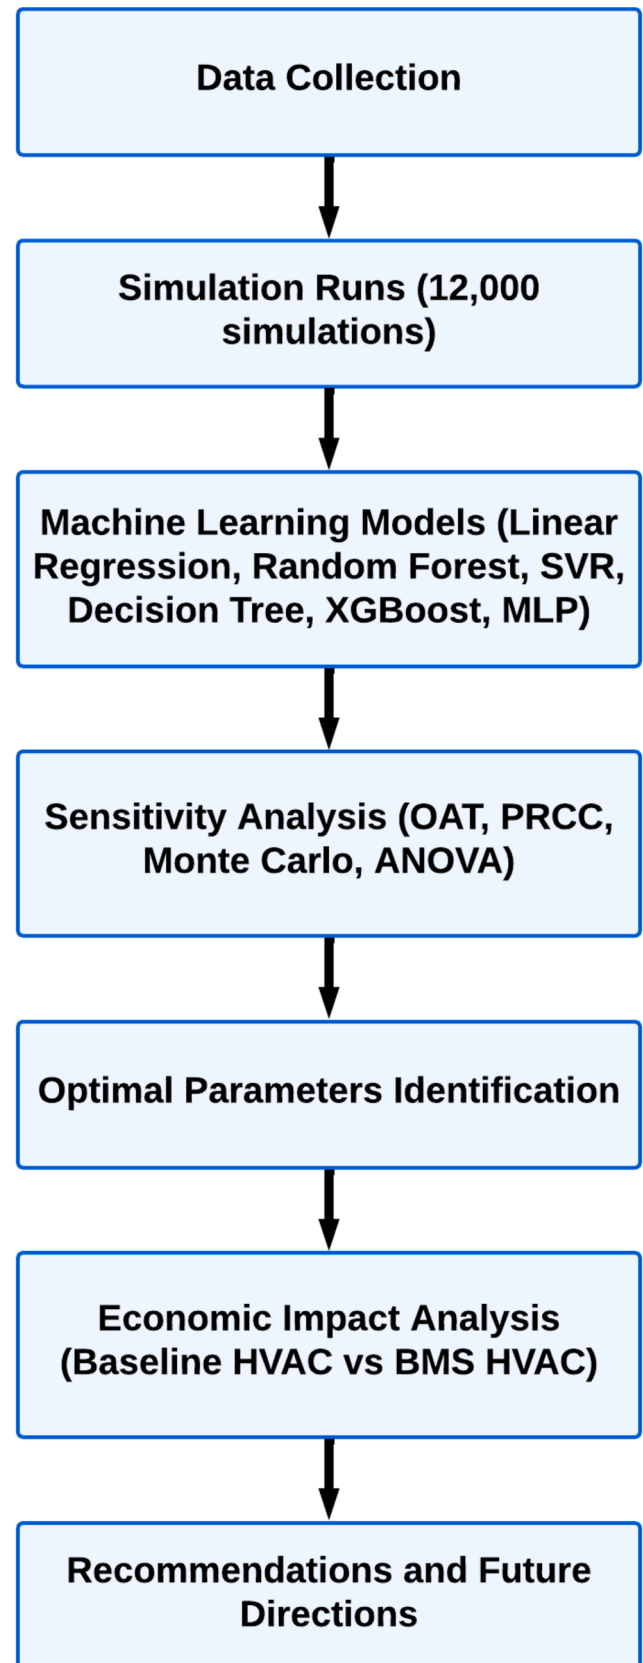 Data Collection
Simulation Runs (12,000
simulations)
Machine Learning Models (Linear
Regression, Random Forest, SVR,
Decision Tree, XGBoost, MLP)
Sensitivity Analysis (OAT, PRCC,
Monte Carlo, ANOVA)
Optimal Parameters Identification
Economic Impact Analysis
(Baseline HVAC vs BMS HVAC)
Recommendations and Future
Directions